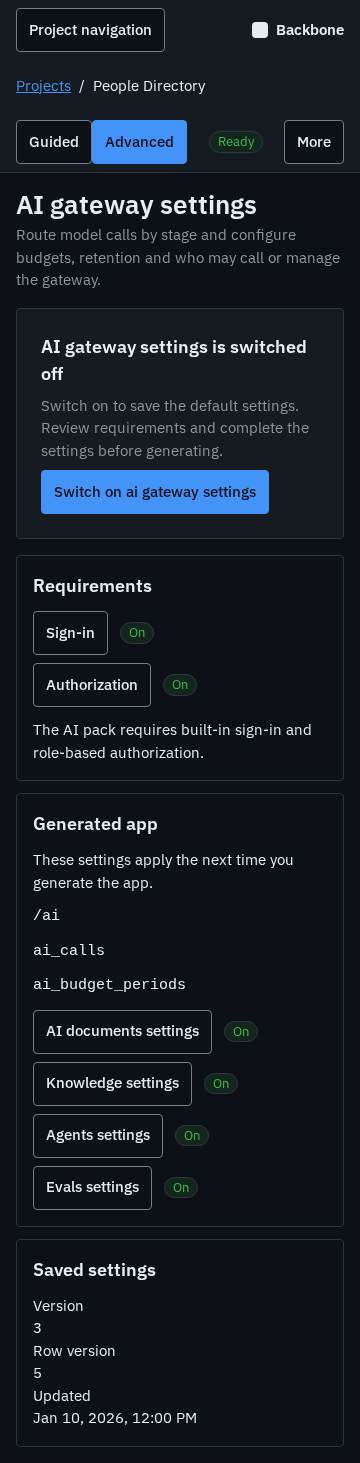 Project navigation
Backbone
Projects / People Directory
Guided
Advanced
Ready
More
AI gateway settings
Route model calls by stage and configure
budgets, retention and who may call or manage
the gateway.
AI gateway settings is switched
off
Switch on to save the default settings.
Review requirements and complete the
settings before generating.
Switch on ai gateway settings
Requirements
Sign-in
On
Authorization
On
The AI pack requires built-in sign-in and
role-based authorization.
Generated app
These settings apply the next time you
generate the app.
/ai
ai_calls
ai_budget_periods
AI documents settings
On
Knowledge settings
On
Agents settings
On
Evals settings
On
Saved settings
Version
3
Row version
5
Updated
Jan 10, 2026, 12:00 PM